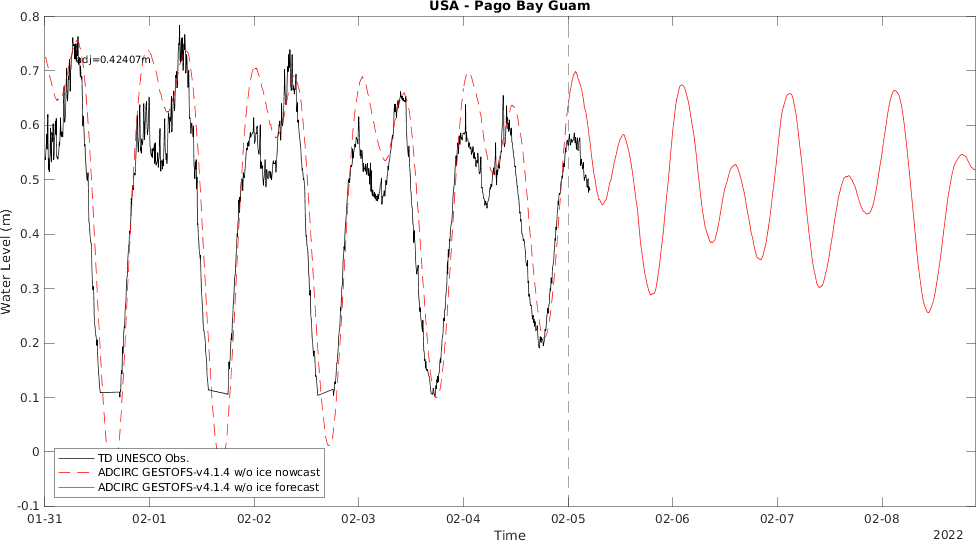 USA - Pago Bay Guam
0.8
0.7
0.6
0.5
0.4
0.3
0.2
0.1
0
-0.1
Water Level (m)
dj=0.42407m
TD UNESCO Obs.
ADCIRC GESTOFS-v4.1.4 w/o ice nowcast
ADCIRC GESTOFS-v4.1.4 w/o ice forecast
01-31 02-01 02-02 02-03 02-04 02-05 02-06 02-07 02-08
Time
2022